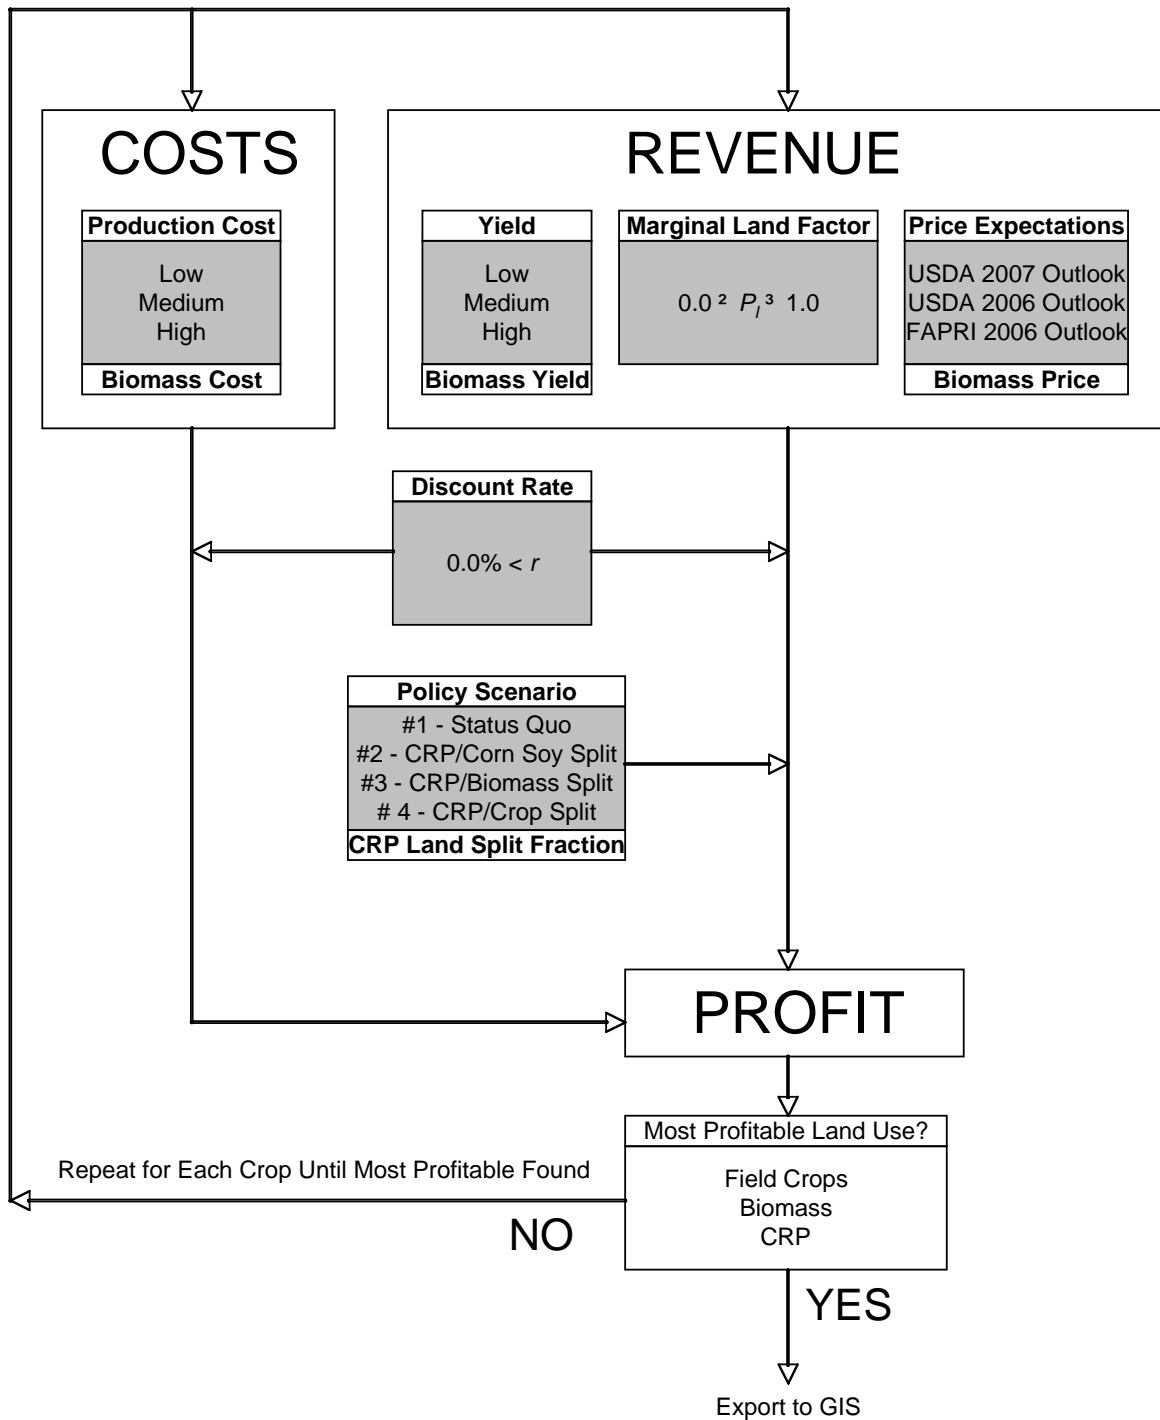 COSTS
Production Cost
Low
Medium
High
Biomass Cost
REVENUE
Yield
Low
Medium
High
Biomass Yield
Marginal Land Factor
0.0 ² Pl ³ 1.0
Price Expectations
USDA 2007 Outlook
USDA 2006 Outlook
FAPRI 2006 Outlook
Biomass Price
Discount Rate
0.0% < r
Policy Scenario
#1 - Status Quo
#2 - CRP/Corn Soy Split
#3 - CRP/Biomass Split
# 4 - CRP/Crop Split
CRP Land Split Fraction
PROFIT
Most Profitable Land Use?
Field Crops
Biomass
CRP
Repeat for Each Crop Until Most Profitable Found
NO
YES
Export to GIS